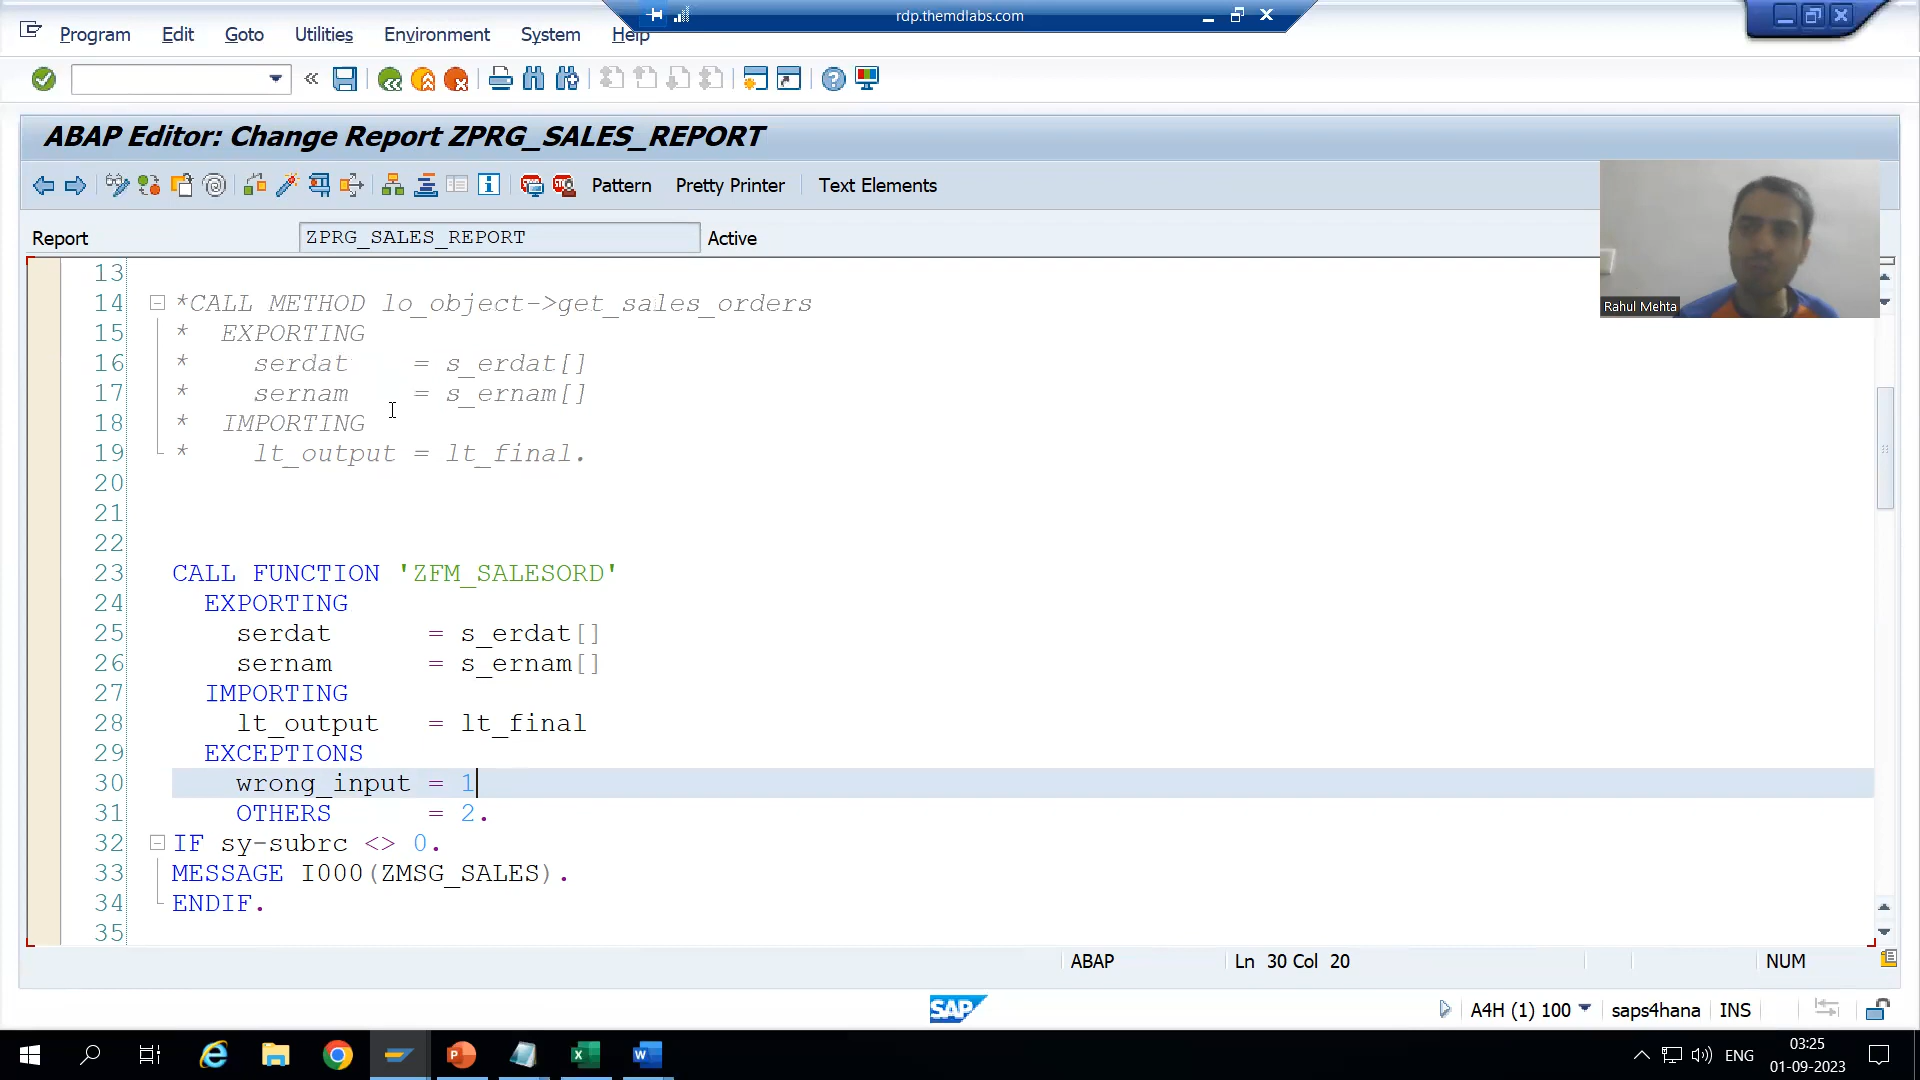 rdp.themdlabs.com
Program Edit Goto Utilities Environment System Help
ABAP Editor: Change Report ZPRG_SALES_REPORT
Pattern Pretty Printer Text Elements
Report ZPRG_SALES_REPORT Active
Rahul Mehta
13
14 *CALL METHOD lo_object->get_sales_orders
15 * EXPORTING
16 * serdat = s_erdat[]
17 * sernam = s_ernam[]
18 * IMPORTING
19 * lt_output = lt_final.
20
21
22
23 CALL FUNCTION 'ZFM_SALESORD'
24 EXPORTING
25 serdat = s_erdat[]
26 sernam = s_ernam[]
27 IMPORTING
28 lt_output = lt_final
29 EXCEPTIONS
30 wrong_input = 1
31 OTHERS = 2.
32 IF sy-subrc <> 0.
33 MESSAGE I000(ZMSG_SALES).
34 ENDIF.
35
ABAP Ln 30 Col 20 NUM
SAP A4H (1) 100 saps4hana INS
ENG 03:25
01-09-2023